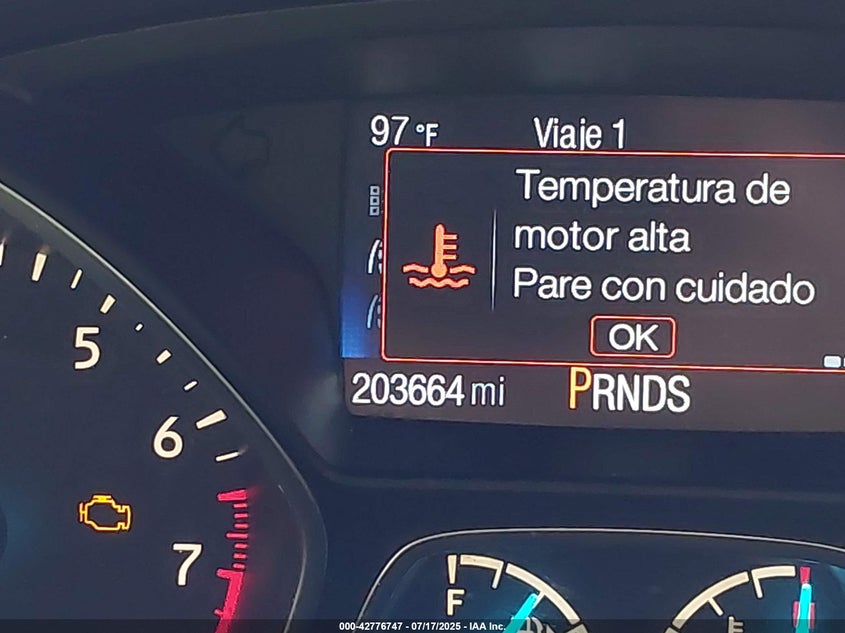 97 °F Viaje 1
Temperatura de
motor alta
Pare con cuidado
OK
203664 mi PRNDS
5
6
7
F
000-42776747 - 07/17/2025 - IAA Inc.